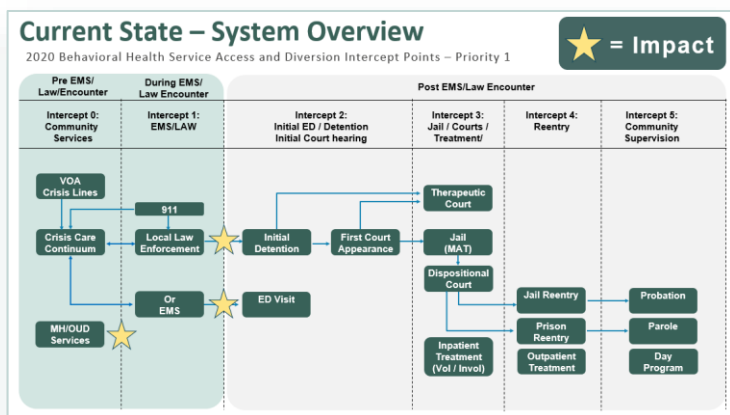 Current State – System Overview
2020 Behavioral Health Service Access and Diversion Intercept Points – Priority 1
= Impact
Pre EMS/
Law/Encounter
During EMS/
Law Encounter
Post EMS/Law Encounter
Intercept 0:
Community
Services
Intercept 1:
EMS/LAW
Intercept 2:
Initial ED / Detention
Initial Court hearing
Intercept 3:
Jail / Courts /
Treatment/
Intercept 4:
Reentry
Intercept 5:
Community
Supervision
VOA
Crisis Lines
911
Therapeutic
Court
Crisis Care
Continuum
Local Law
Enforcement
Initial
Detention
First Court
Appearance
Jail
(MAT)
Dispositional
Court
Or
EMS
ED Visit
Jail Reentry
Probation
MH/OUD
Services
Prison
Reentry
Parole
Inpatient
Treatment
(Vol / Invol)
Outpatient
Treatment
Day
Program